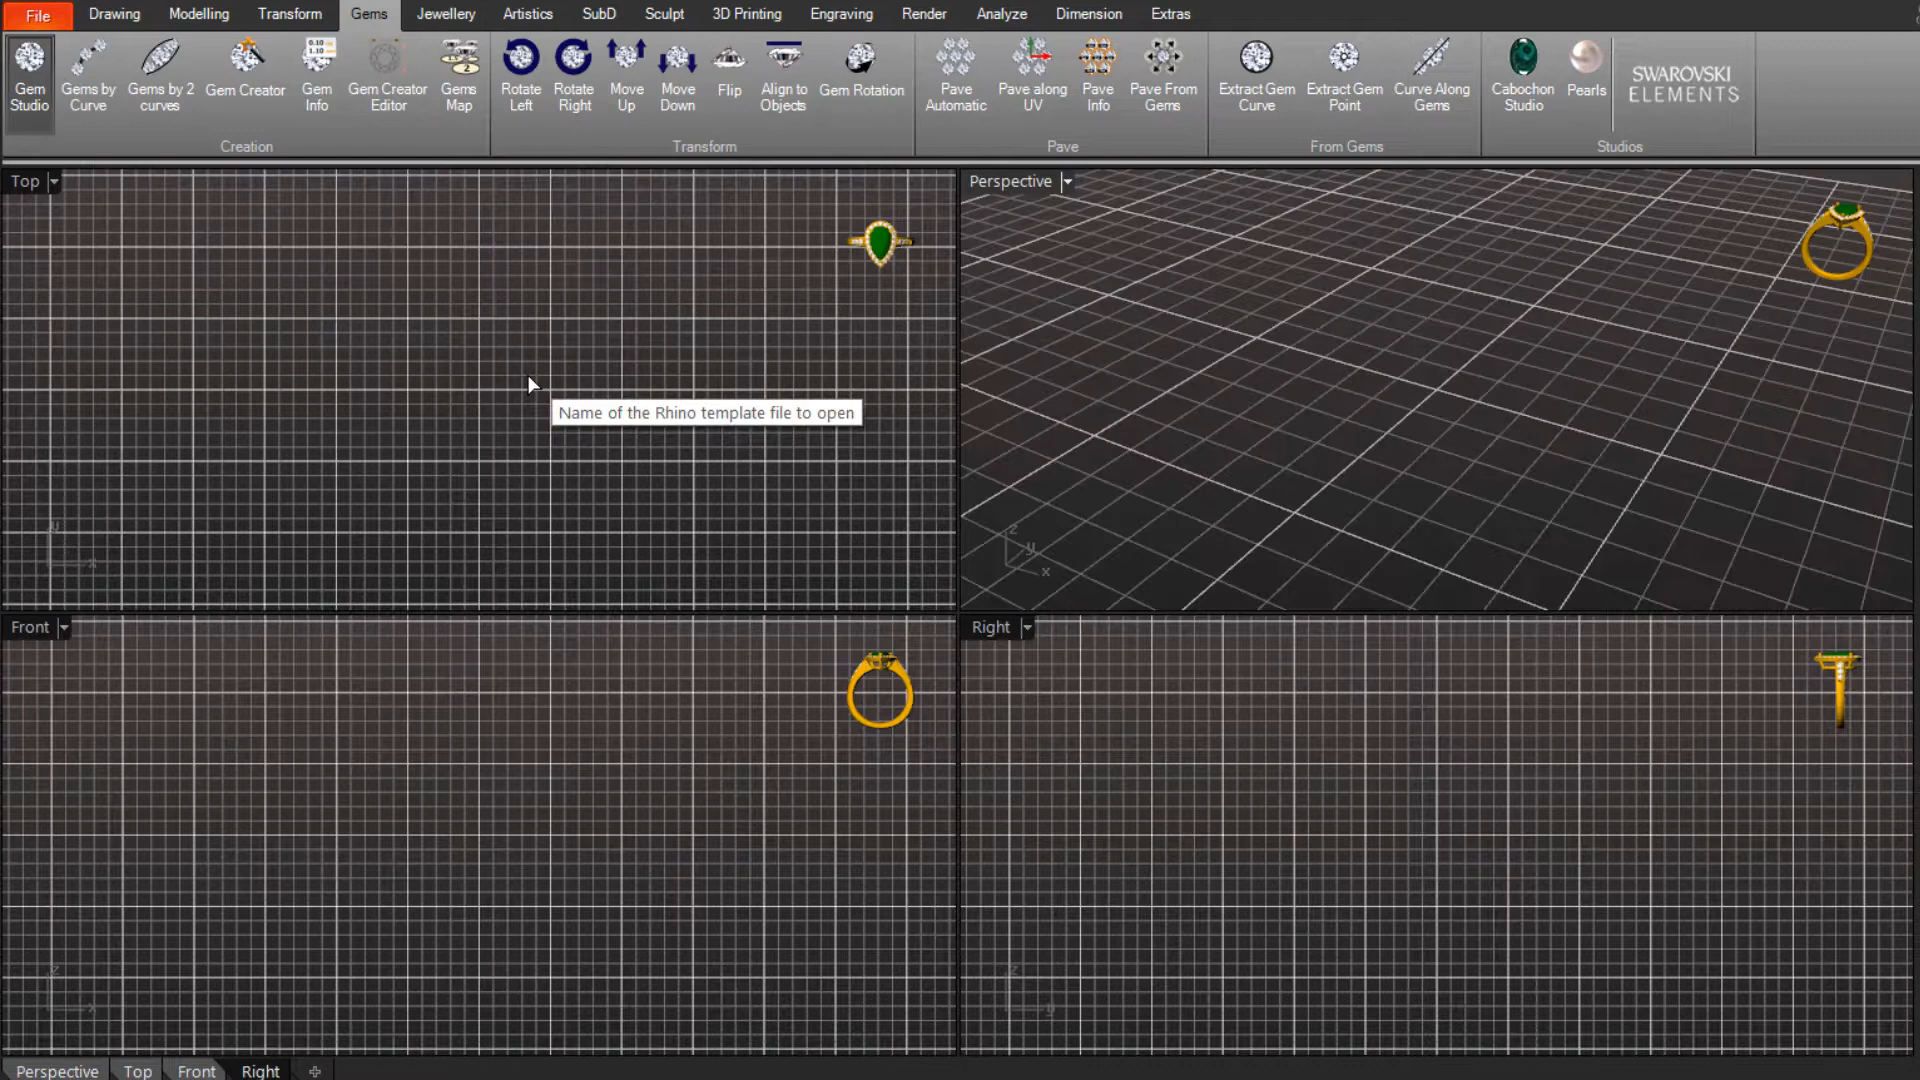 File Drawing Modelling Transform Gems Jewellery Artistics SubD Sculpt 3D Printing Engraving Render Analyze Dimension Extras
Gem Studio
Gems by Curve
Gems by 2 curves
Gem Creator
Gem Info
Gem Creator Editor
Gems Map
Rotate Left
Rotate Right
Move Up
Move Down
Flip
Align to Objects
Gem Rotation
Pave Automatic
Pave along UV
Pave Info
Pave From Gems
Extract Gem Curve
Extract Gem Point
Curve Along Gems
Cabochon Studio
Pearls
SWAROVSKI
ELEMENTS
Creation Transform Pave From Gems Studios
Top
Perspective
Name of the Rhino template file to open
y
x
z
y
x
Front
Right
z
x
z
y
Perspective Top Front Right